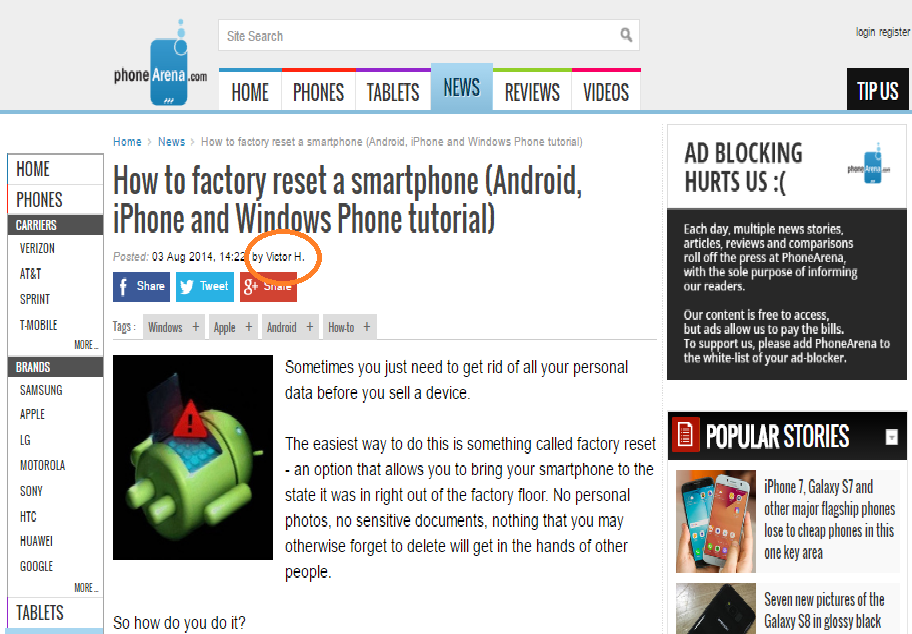 phoneArena.com
Site Search
login register
HOME
PHONES
TABLETS
NEWS
REVIEWS
VIDEOS
TIP US
HOME
PHONES
CARRIERS
VERIZON
AT&T
SPRINT
T-MOBILE
MORE...
BRANDS
SAMSUNG
APPLE
LG
MOTOROLA
SONY
HTC
HUAWEI
GOOGLE
MORE...
TABLETS
Home > News > How to factory reset a smartphone (Android, iPhone and Windows Phone tutorial)
How to factory reset a smartphone (Android,
iPhone and Windows Phone tutorial)
Posted: 03 Aug 2014, 14:22, by Victor H.
f Share
Tweet
g+ Share
Tags :
Windows +
Apple +
Android +
How-to +
Sometimes you just need to get rid of all your personal
data before you sell a device.
The easiest way to do this is something called factory reset
- an option that allows you to bring your smartphone to the
state it was in right out of the factory floor. No personal
photos, no sensitive documents, nothing that you may
otherwise forget to delete will get in the hands of other
people.
So how do you do it?
AD BLOCKING
HURTS US :(
phoneArena.com
Each day, multiple news stories,
articles, reviews and comparisons
roll off the press at PhoneArena,
with the sole purpose of informing
our readers.
Our content is free to access,
but ads allow us to pay the bills.
To support us, please add PhoneArena to
the white-list of your ad-blocker.
POPULAR STORIES
iPhone 7, Galaxy S7 and
other major flagship phones
lose to cheap phones in this
one key area
Seven new pictures of the
Galaxy S8 in glossy black